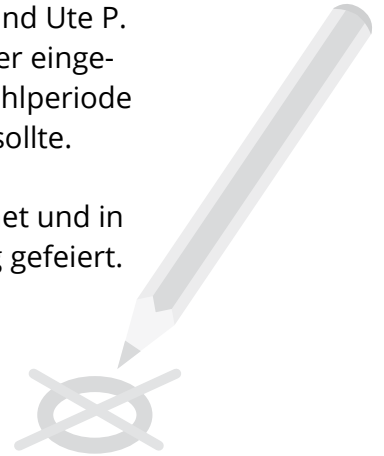 nd Ute P.
er einge-
hlperiode
sollte.
et und in
g gefeiert.